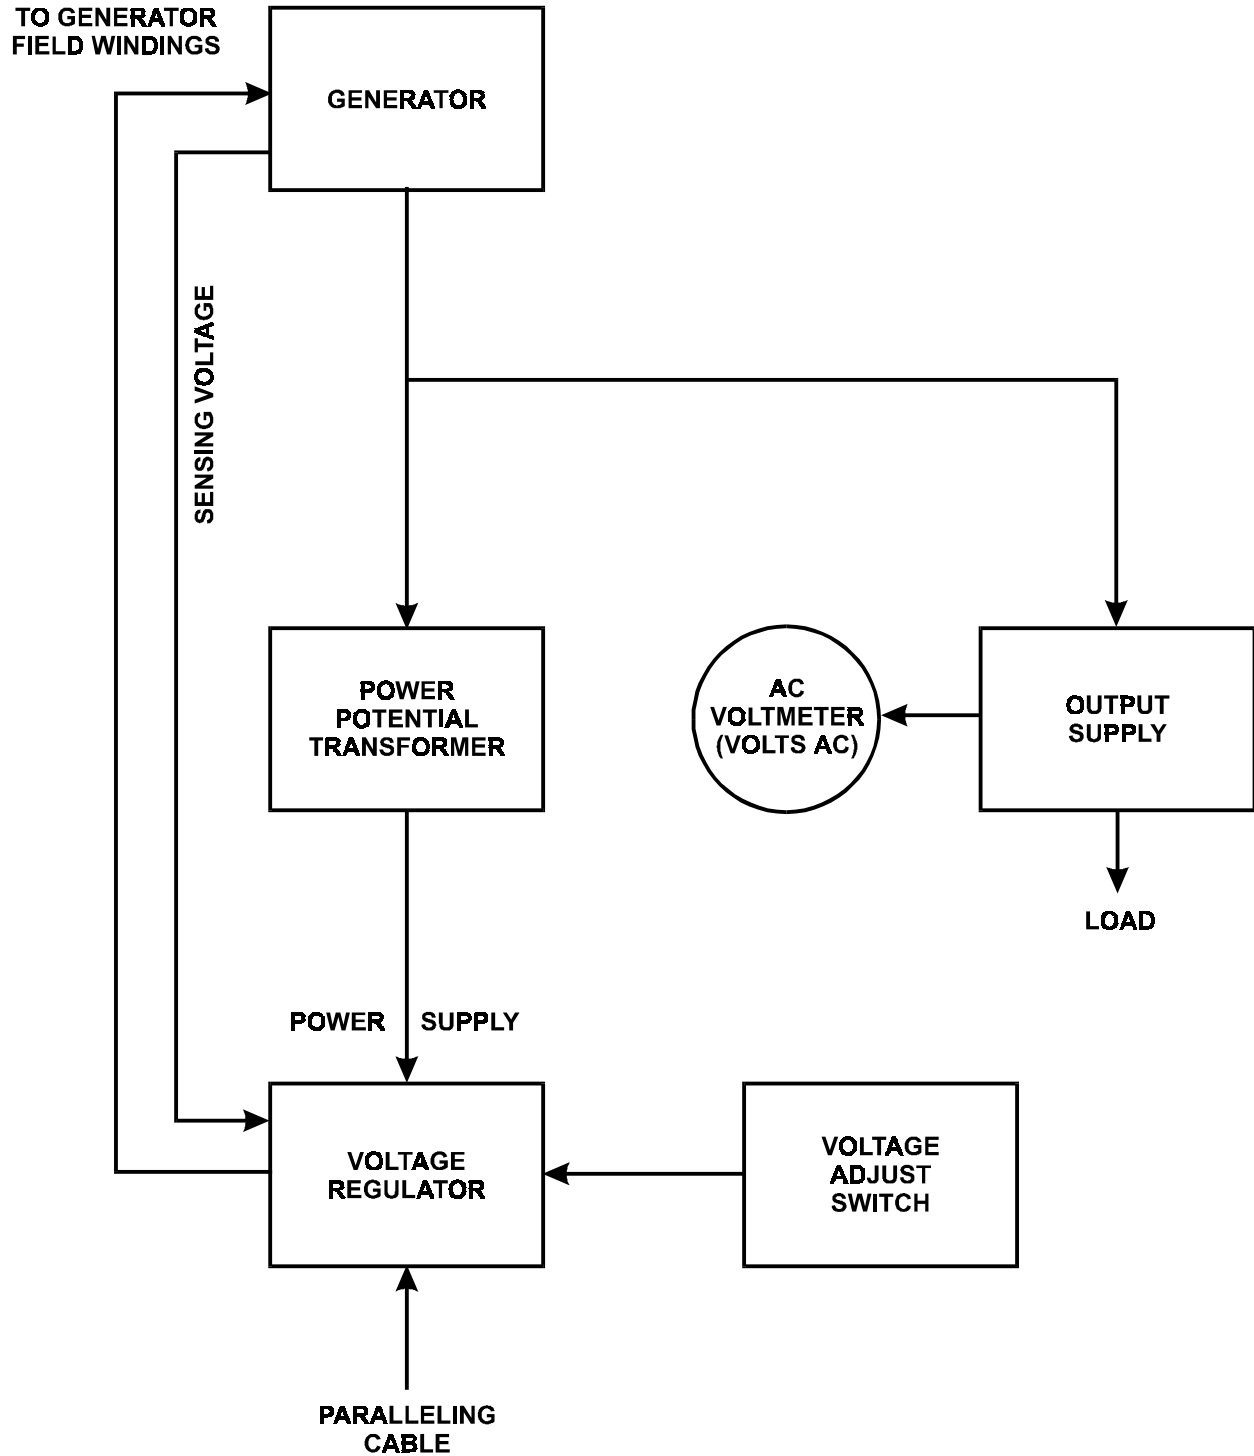 TO GENERATOR
FIELD WINDINGS
GENERATOR
SENSING VOLTAGE
POWER
POTENTIAL
TRANSFORMER
AC
VOLTMETER
(VOLTS AC)
OUTPUT
SUPPLY
LOAD
POWER SUPPLY
VOLTAGE
REGULATOR
VOLTAGE
ADJUST
SWITCH
PARALLELING
CABLE